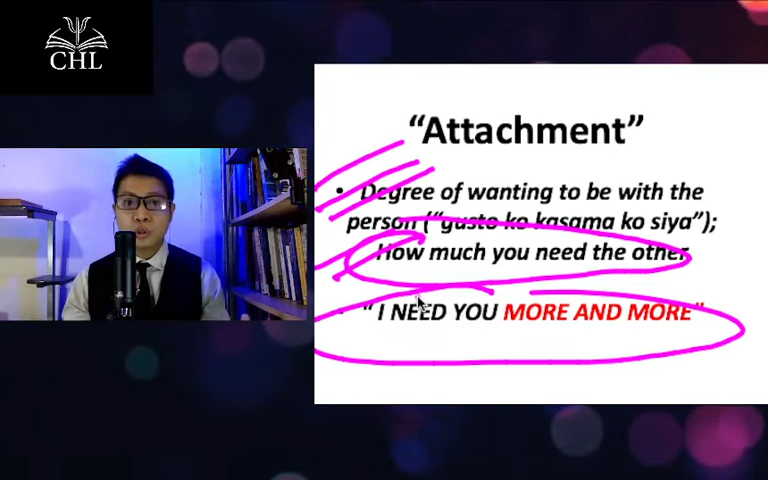 CHL
“Attachment”
• Degree of wanting to be with the
person (“gusto ko kasama ko siya”);
How much you need the other
“ I NEED YOU MORE AND MORE”